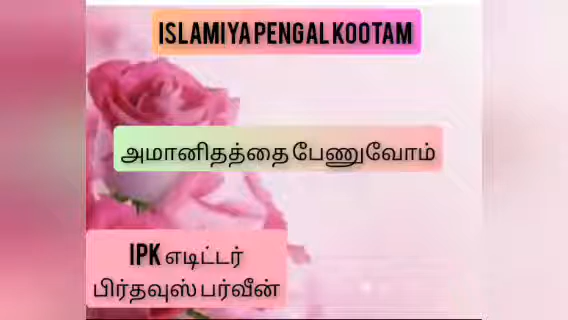 ISLAMIYA PENGAL KOOTAM
அமானிதத்தை பேணுவோம்
IPK எடிட்டர்
பிர்தவுஸ் பர்வீன்